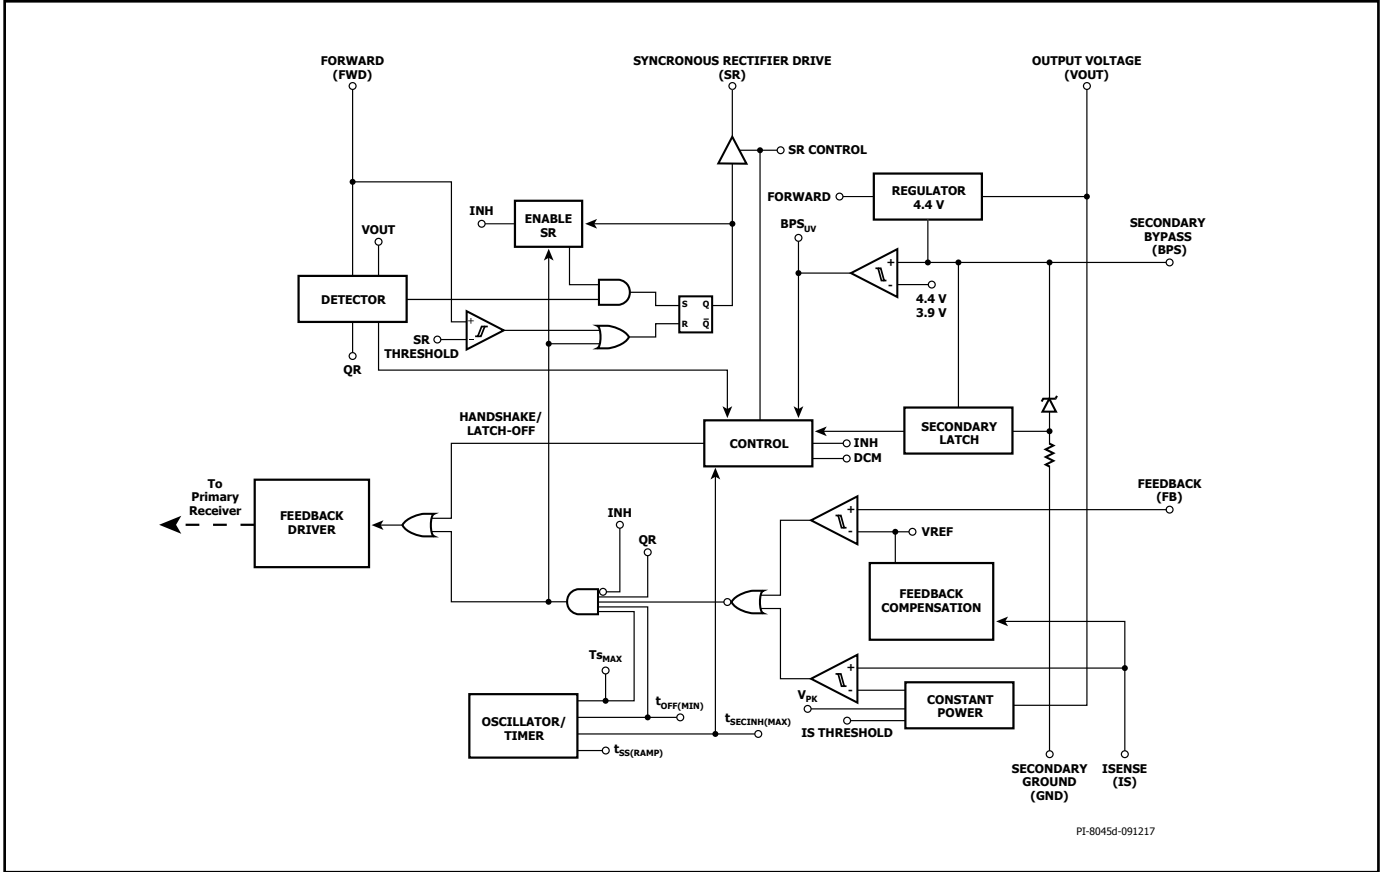 FORWARD
(FWD)
SYNCRONOUS RECTIFIER DRIVE
(SR)
OUTPUT VOLTAGE
(VOUT)
SR CONTROL
FORWARD
REGULATOR
4.4 V
INH
ENABLE
SR
VOUT
BPSUV
SECONDARY
BYPASS
(BPS)
DETECTOR
+
-
4.4 V
3.9 V
S Q
R Q̅
+
-
SR
THRESHOLD
QR
HANDSHAKE/
LATCH-OFF
CONTROL
INH
DCM
SECONDARY
LATCH
To
Primary
Receiver
FEEDBACK
DRIVER
FEEDBACK
(FB)
+
-
VREF
INH
QR
FEEDBACK
COMPENSATION
TsMAX
+
-
OSCILLATOR/
TIMER
tOFF(MIN)
tSECINH(MAX)
tSS(RAMP)
VPK
IS THRESHOLD
CONSTANT
POWER
SECONDARY
GROUND
(GND)
ISENSE
(IS)
PI-8045d-091217